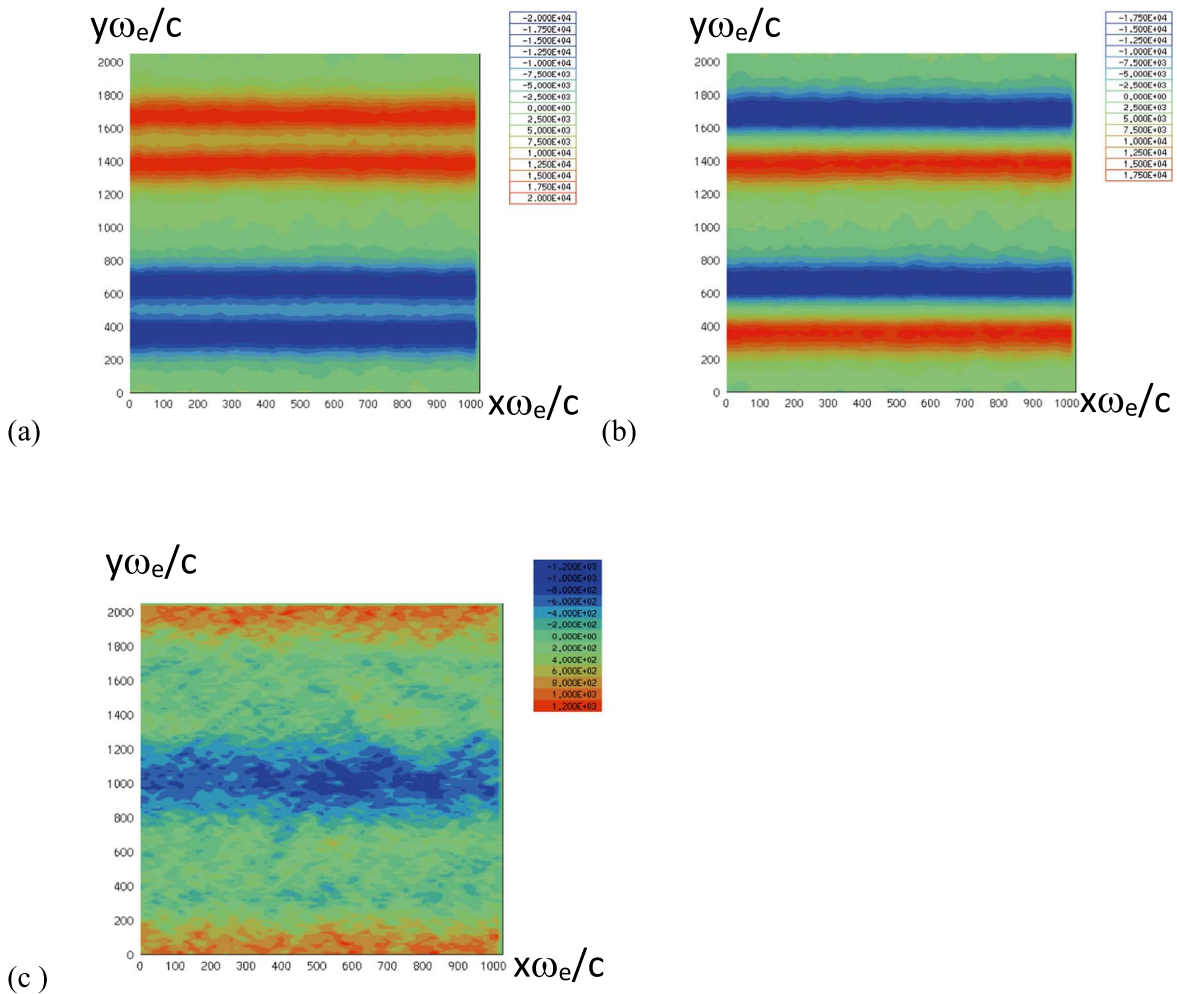 yωₑ/c
-2.000E+04
-1.750E+04
-1.500E+04
-1.250E+04
-1.000E+04
-7.500E+03
-5.000E+03
-2.500E+03
0.000E+00
2.500E+03
5.000E+03
7.500E+03
1.000E+04
1.250E+04
1.500E+04
1.750E+04
2.000E+04
2000
1800
1600
1400
1200
1000
800
600
400
200
0
0 100 200 300 400 500 600 700 800 900 1000
xωₑ/c
(a)
yωₑ/c
-1.750E+04
-1.500E+04
-1.250E+04
-1.000E+04
-7.500E+03
-5.000E+03
-2.500E+03
0.000E+00
2.500E+03
5.000E+03
7.500E+03
1.000E+04
1.250E+04
1.500E+04
1.750E+04
2000
1800
1600
1400
1200
1000
800
600
400
200
0
0 100 200 300 400 500 600 700 800 900 1000
xωₑ/c
(b)
yωₑ/c
-1.200E+03
-1.000E+03
-8.000E+02
-6.000E+02
-4.000E+02
-2.000E+02
0.000E+00
2.000E+02
4.000E+02
6.000E+02
8.000E+02
1.000E+03
1.200E+03
2000
1800
1600
1400
1200
1000
800
600
400
200
0
0 100 200 300 400 500 600 700 800 900 1000
xωₑ/c
(c )